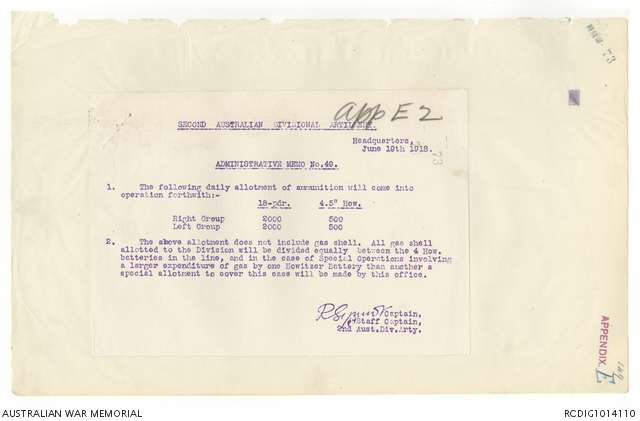 App E2
SECOND AUSTRALIAN DIVISIONAL ARTILLERY.
Headquarters,
June 19th 1918.
73
ADMINISTRATIVE MEMO No.49.
1. The following daily allotment of ammunition will come into
operation forthwith:-
18-pdr. 4.5" How.
Right Group 2000 500
Left Group 2000 500
2. The above allotment does not include gas shell. All gas shell
allotted to the Division will be divided equally between the 4 How.
batteries in the line, and in the case of Special Operations involving
a larger expenditure of gas by one Howitzer Battery than another a
special allotment to cover this case will be made by this office.
Captain,
Staff Captain,
2nd Aust.Div.Arty.
73
APPENDIX
E
AUSTRALIAN WAR MEMORIAL
RCDIG1014110